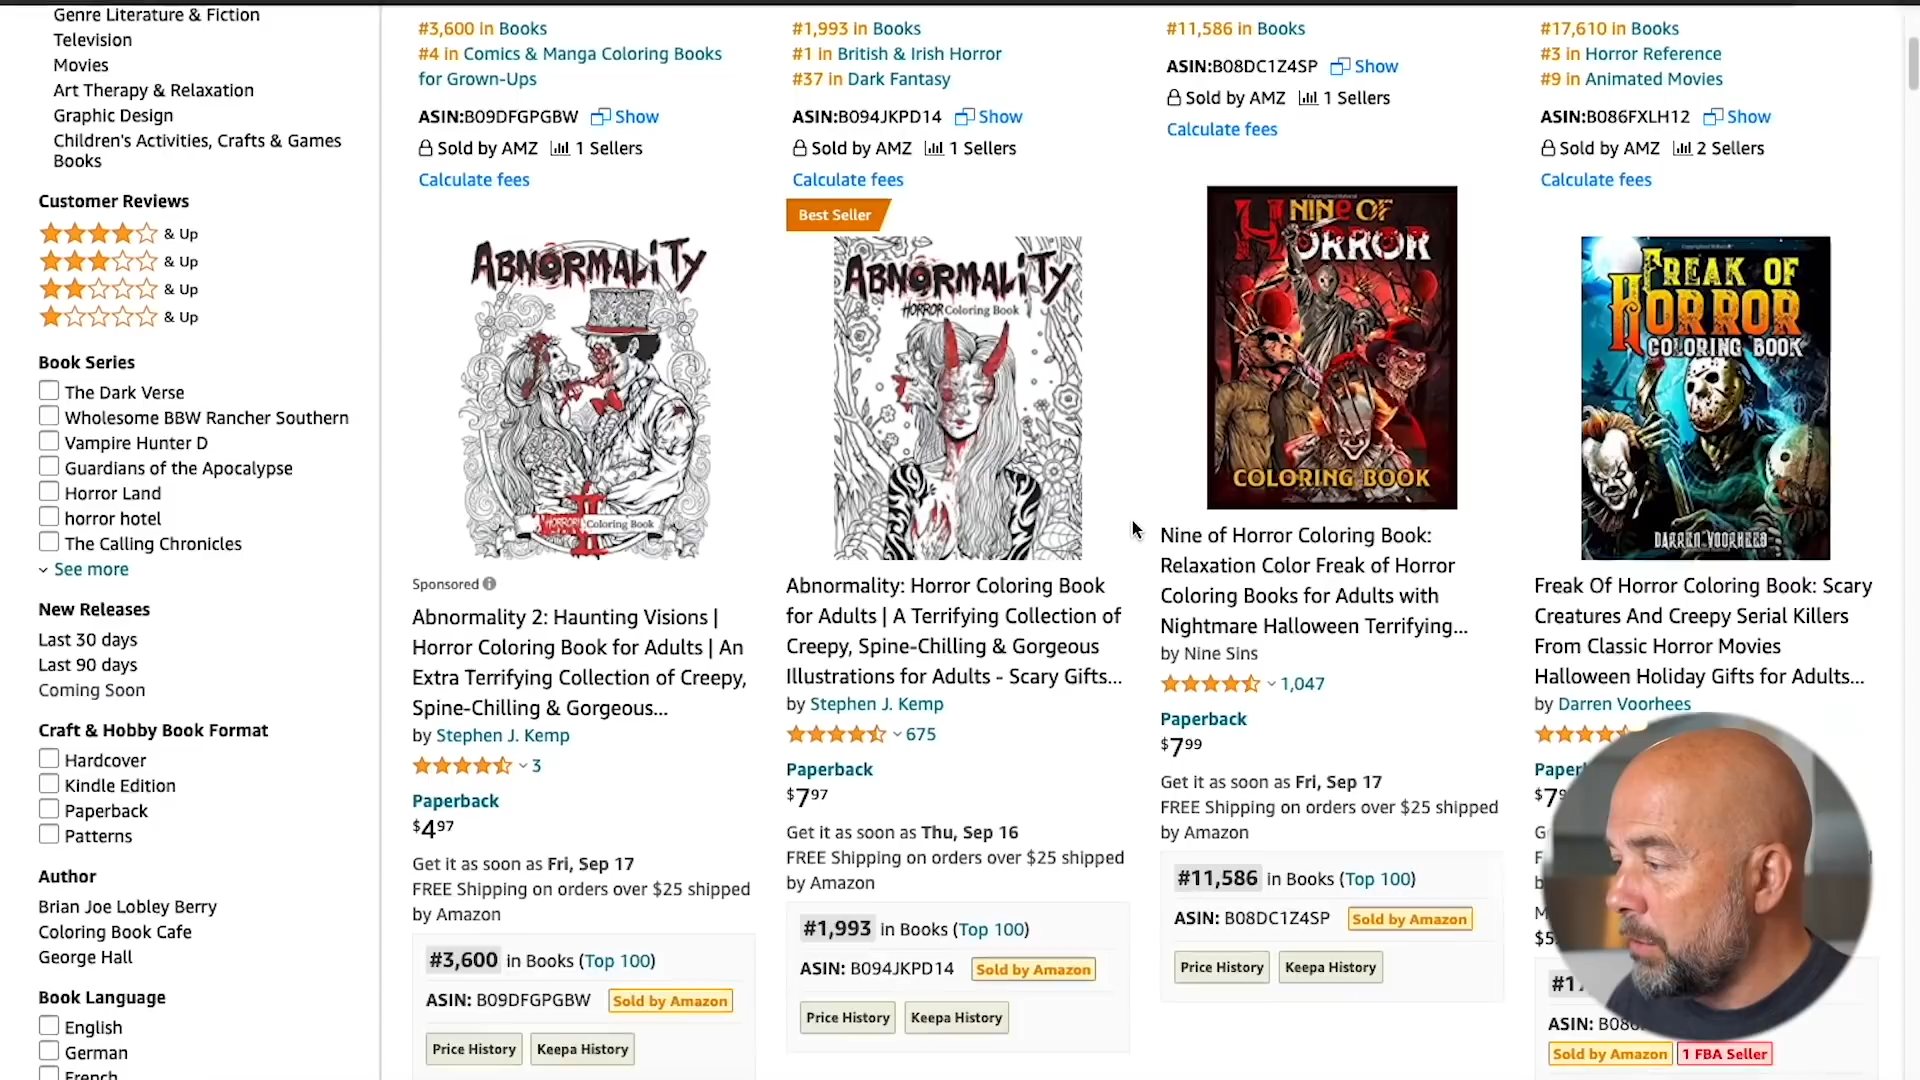 Genre Literature & Fiction
Television
Movies
Art Therapy & Relaxation
Graphic Design
Children's Activities, Crafts & Games
Books
Customer Reviews
& Up
& Up
& Up
& Up
Book Series
The Dark Verse
Wholesome BBW Rancher Southern
Vampire Hunter D
Guardians of the Apocalypse
Horror Land
horror hotel
The Calling Chronicles
See more
New Releases
Last 30 days
Last 90 days
Coming Soon
Craft & Hobby Book Format
Hardcover
Kindle Edition
Paperback
Patterns
Author
Brian Joe Lobley Berry
Coloring Book Cafe
George Hall
Book Language
English
German
French
#3,600 in Books
#4 in Comics & Manga Coloring Books
for Grown-Ups
ASIN:B09DFGPGBW Show
Sold by AMZ 1 Sellers
Calculate fees
ABNORMALITY
II
HORROR Coloring Book
Sponsored
Abnormality 2: Haunting Visions |
Horror Coloring Book for Adults | An
Extra Terrifying Collection of Creepy,
Spine-Chilling & Gorgeous...
by Stephen J. Kemp
3
Paperback
$4.97
Get it as soon as Fri, Sep 17
FREE Shipping on orders over $25 shipped
by Amazon
#3,600 in Books (Top 100)
ASIN: B09DFGPGBW Sold by Amazon
Price History Keepa History
#1,993 in Books
#1 in British & Irish Horror
#37 in Dark Fantasy
ASIN:B094JKPD14 Show
Sold by AMZ 1 Sellers
Calculate fees
Best Seller
ABNORMALITY
HORROR Coloring Book
Abnormality: Horror Coloring Book
for Adults | A Terrifying Collection of
Creepy, Spine-Chilling & Gorgeous
Illustrations for Adults - Scary Gifts...
by Stephen J. Kemp
675
Paperback
$7.97
Get it as soon as Thu, Sep 16
FREE Shipping on orders over $25 shipped
by Amazon
#1,993 in Books (Top 100)
ASIN: B094JKPD14 Sold by Amazon
Price History Keepa History
#11,586 in Books
ASIN:B08DC1Z4SP Show
Sold by AMZ 1 Sellers
Calculate fees
NINE OF
HORROR
COLORING BOOK
Nine of Horror Coloring Book:
Relaxation Color Freak of Horror
Coloring Books for Adults with
Nightmare Halloween Terrifying...
by Nine Sins
1,047
Paperback
$7.99
Get it as soon as Fri, Sep 17
FREE Shipping on orders over $25 shipped
by Amazon
#11,586 in Books (Top 100)
ASIN: B08DC1Z4SP Sold by Amazon
Price History Keepa History
#17,610 in Books
#3 in Horror Reference
#9 in Animated Movies
ASIN:B086FXLH12 Show
Sold by AMZ 2 Sellers
Calculate fees
FREAK OF
HORROR
COLORING BOOK
DARREN VOORHEES
Freak Of Horror Coloring Book: Scary
Creatures And Creepy Serial Killers
From Classic Horror Movies
Halloween Holiday Gifts for Adults...
by Darren Voorhees
ASIN:
Sold by Amazon 1 FBA Seller